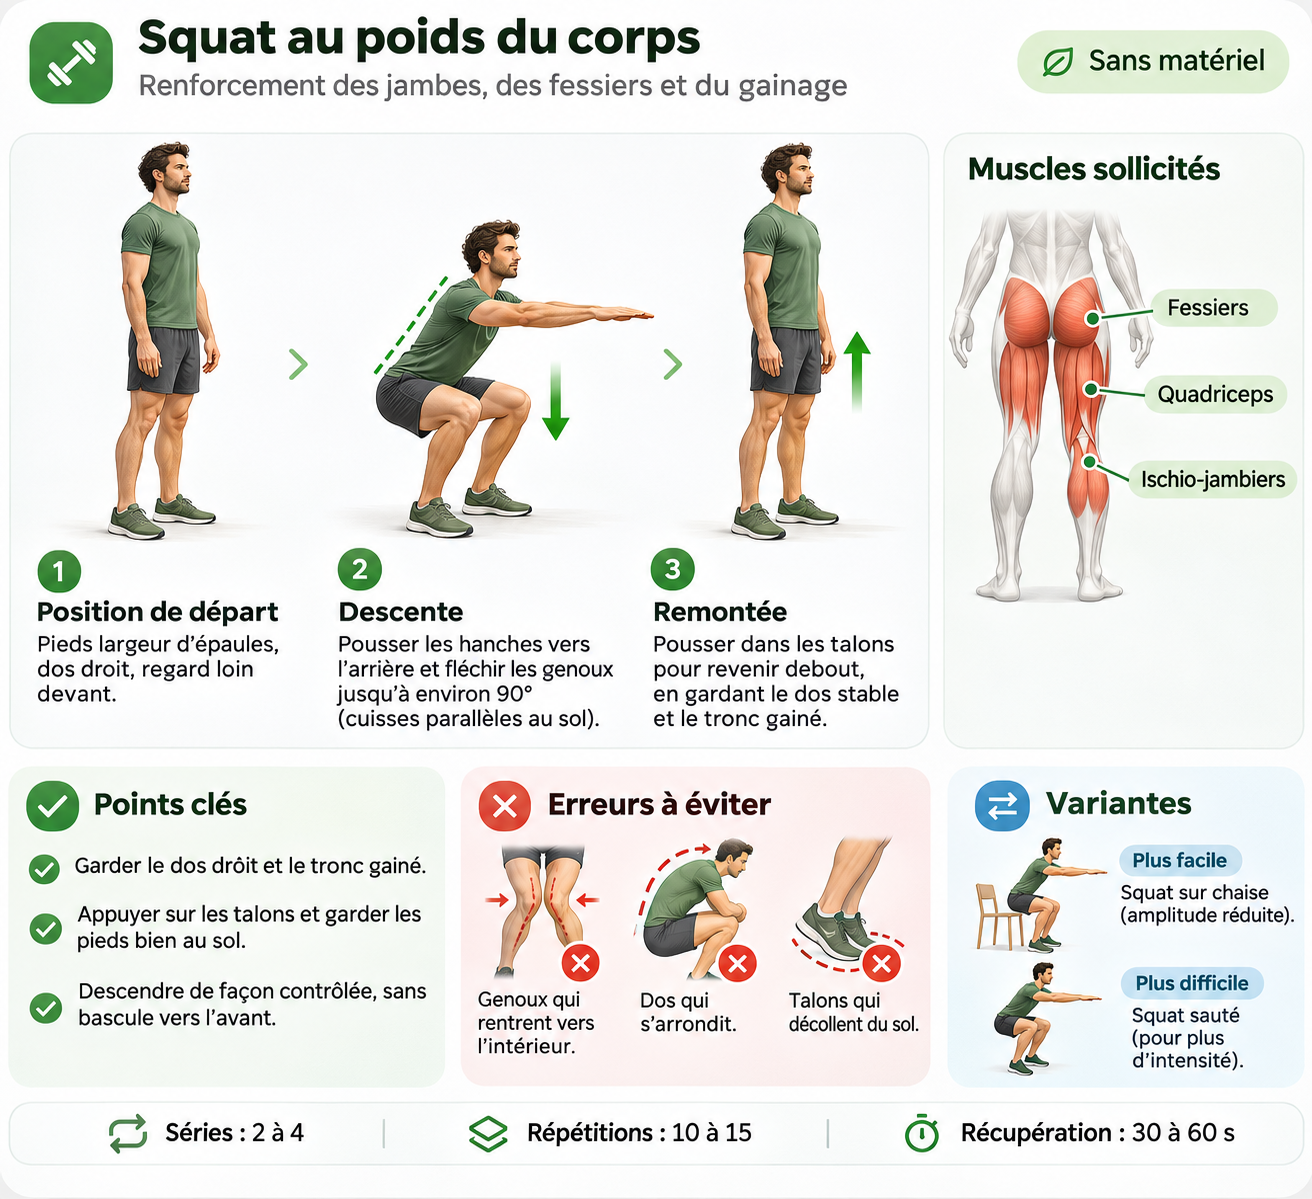 Squat au poids du corps
Renforcement des jambes, des fessiers et du gainage
Sans matériel
1
Position de départ
Pieds largeur d'épaules,
dos droit, regard loin
devant.
2
Descente
Pousser les hanches vers
l'arrière et fléchir les genoux
jusqu'à environ 90°
(cuisses parallèles au sol).
3
Remontée
Pousser dans les talons
pour revenir debout,
en gardant le dos stable
et le tronc gainé.
Muscles sollicités
Fessiers
Quadriceps
Ischio-jambiers
Points clés
Garder le dos drôit et le tronc gainé.
Appuyer sur les talons et garder les
pieds bien au sol.
Descendre de façon contrôlée, sans
bascule vers l'avant.
Erreurs à éviter
Genoux qui
rentrent vers
l'intérieur.
Dos qui
s'arrondit.
Talons qui
décollent du sol.
Variantes
Plus facile
Squat sur chaise
(amplitude réduite).
Plus difficile
Squat sauté
(pour plus
d'intensité).
Séries : 2 à 4
Répétitions : 10 à 15
Récupération : 30 à 60 s